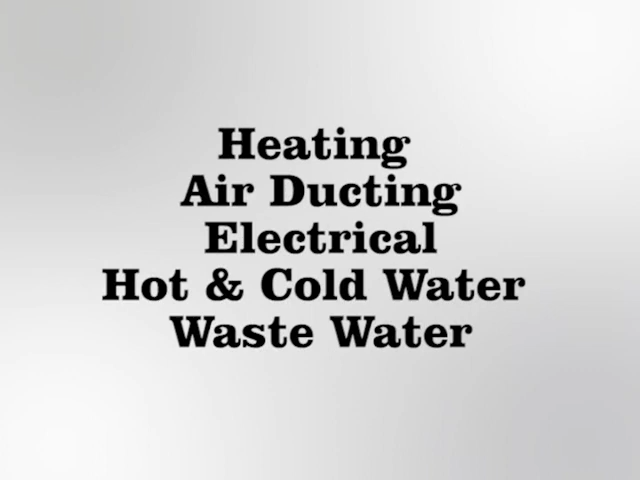 Heating
Air Ducting
Electrical
Hot & Cold Water
Waste Water